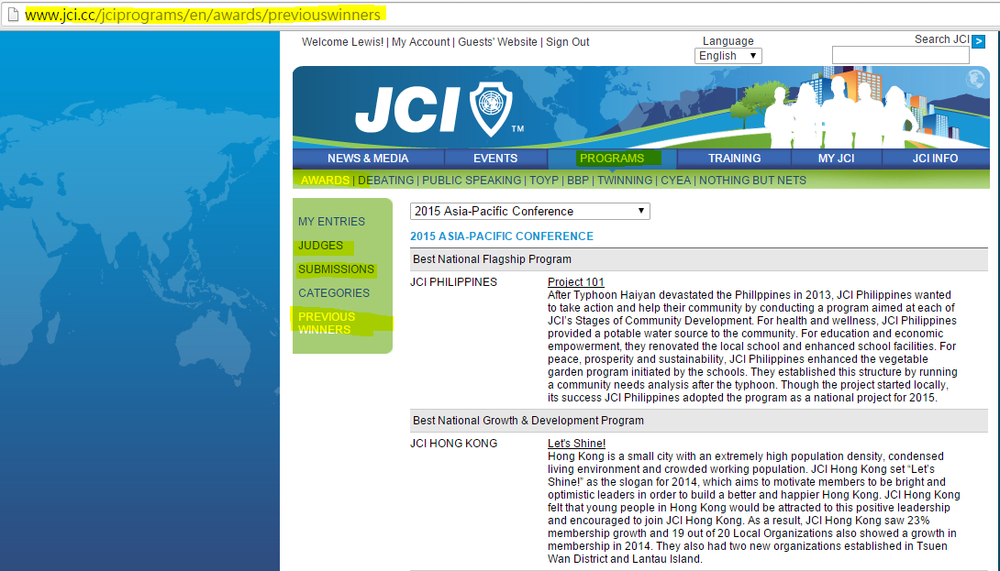 www.jci.cc/jciprograms/en/awards/previouswinners
Welcome Lewis! | My Account | Guests' Website | Sign Out
Language
English
Search JCI
>
JCI
TM
NEWS & MEDIA
EVENTS
PROGRAMS
TRAINING
MY JCI
JCI INFO
AWARDS | DEBATING | PUBLIC SPEAKING | TOYP | BBP | TWINNING | CYEA | NOTHING BUT NETS
MY ENTRIES
JUDGES
SUBMISSIONS
CATEGORIES
PREVIOUS
WINNERS
2015 Asia-Pacific Conference
2015 ASIA-PACIFIC CONFERENCE
Best National Flagship Program
JCI PHILIPPINES
Project 101
After Typhoon Haiyan devastated the Phillppines in 2013, JCI Philippines wanted
to take action and help their community by conducting a program aimed at each of
JCI's Stages of Community Development. For health and wellness, JCI Philippines
provided a potable water source to the community. For education and economic
empowerment, they renovated the local school and enhanced school facilities. For
peace, prosperity and sustainability, JCI Philippines enhanced the vegetable
garden program initiated by the schools. They established this structure by running
a community needs analysis after the typhoon. Though the project started locally,
its success JCI Philippines adopted the program as a national project for 2015.
Best National Growth & Development Program
JCI HONG KONG
Let's Shine!
Hong Kong is a small city with an extremely high population density, condensed
living environment and crowded working population. JCI Hong Kong set “Let’s
Shine!” as the slogan for 2014, which aims to motivate members to be bright and
optimistic leaders in order to build a better and happier Hong Kong. JCI Hong Kong
felt that young people in Hong Kong would be attracted to this positive leadership
and encouraged to join JCI Hong Kong. As a result, JCI Hong Kong saw 23%
membership growth and 19 out of 20 Local Organizations also showed a growth in
membership in 2014. They also had two new organizations established in Tsuen
Wan District and Lantau Island.